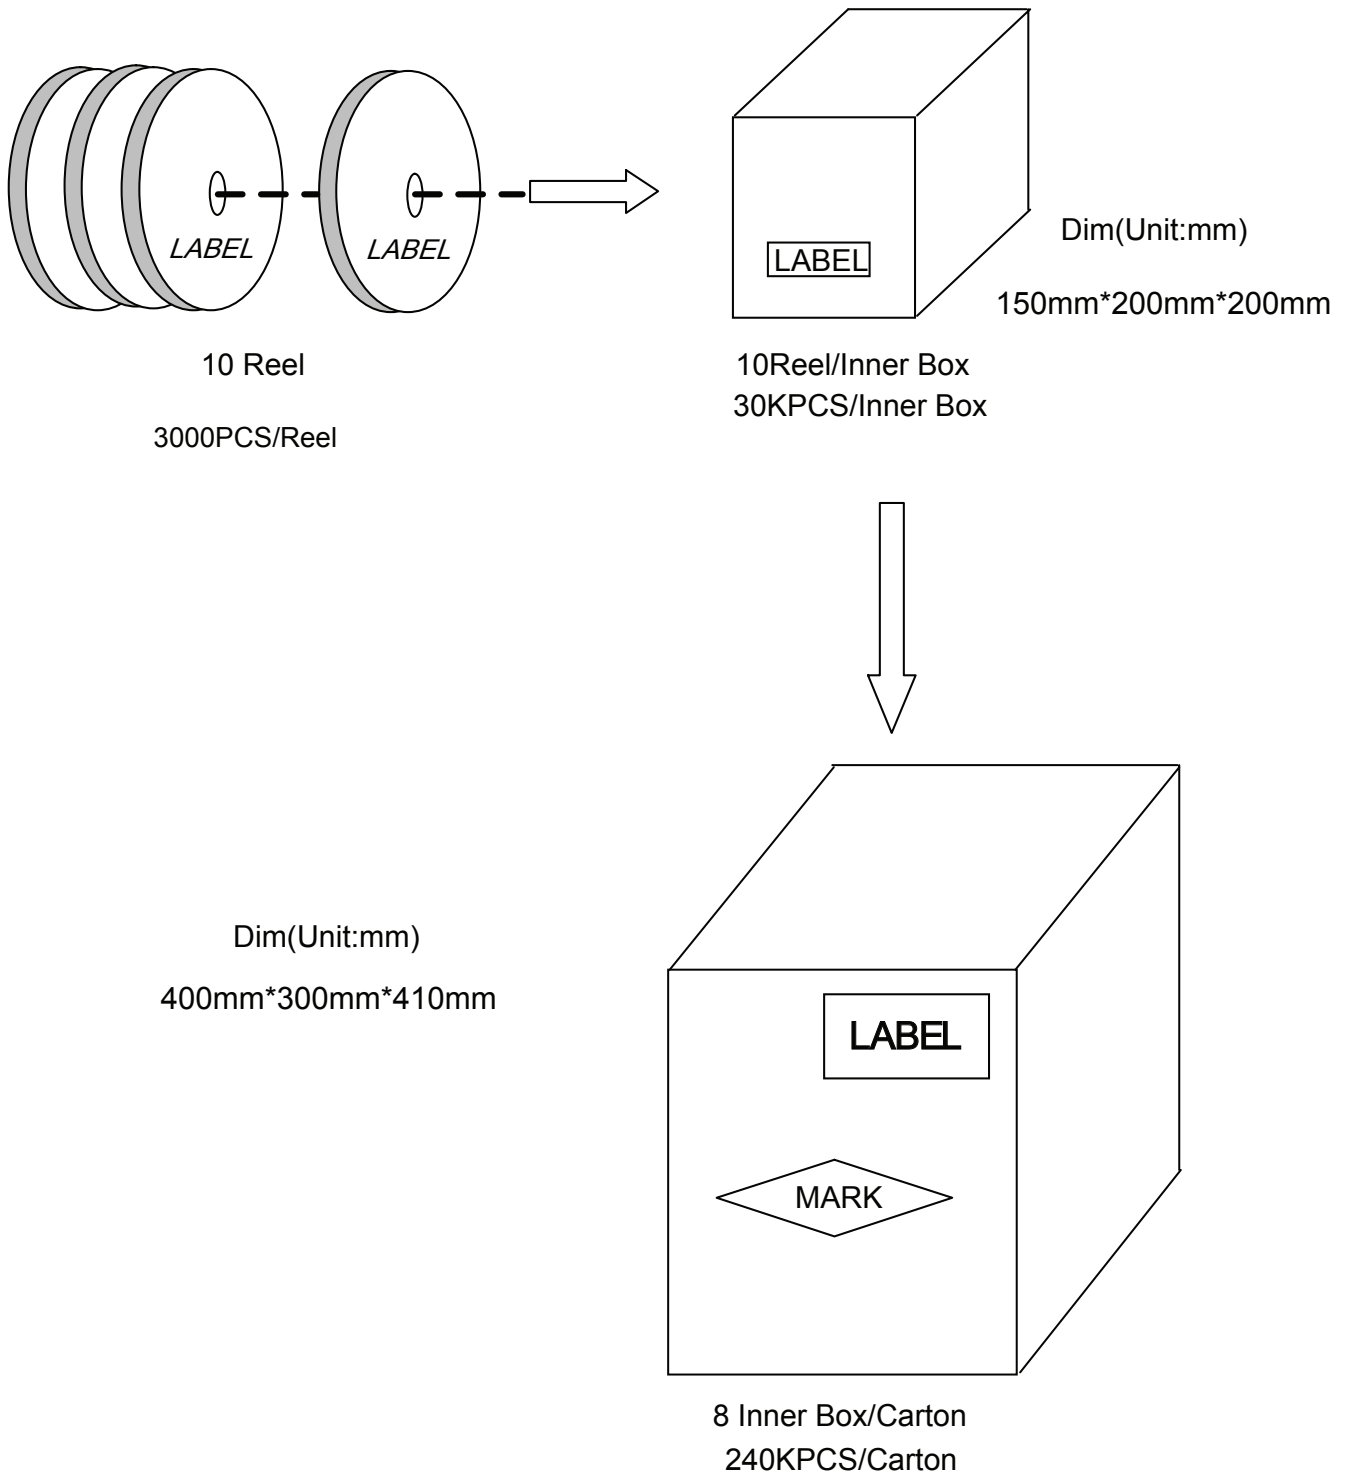 LABEL
LABEL
10 Reel
3000PCS/Reel
LABEL
Dim(Unit:mm)
150mm*200mm*200mm
10Reel/Inner Box
30KPCS/Inner Box
Dim(Unit:mm)
400mm*300mm*410mm
LABEL
MARK
8 Inner Box/Carton
240KPCS/Carton